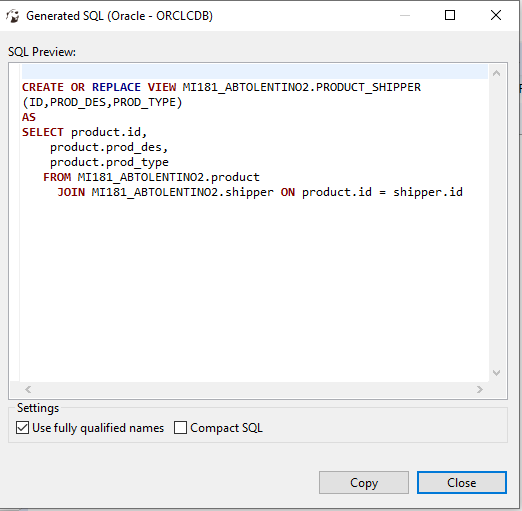 Generated SQL (Oracle - ORCLCDB)
SQL Preview:
CREATE OR REPLACE VIEW MI181_ABTOLENTINO2.PRODUCT_SHIPPER
(ID,PROD_DES,PROD_TYPE)
AS
SELECT product.id,
    product.prod_des,
    product.prod_type
   FROM MI181_ABTOLENTINO2.product
     JOIN MI181_ABTOLENTINO2.shipper ON product.id = shipper.id
Settings
Use fully qualified names
Compact SQL
Copy
Close